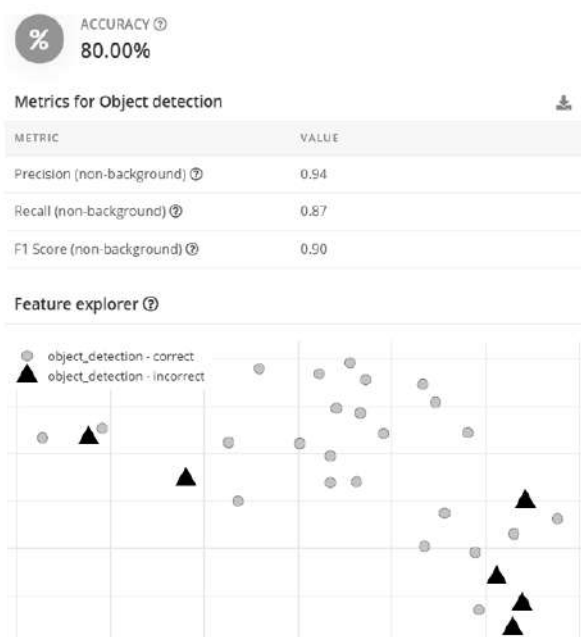 %
ACCURACY ?
80.00%
Metrics for Object detection
METRIC VALUE
Precision (non-background) ? 0.94
Recall (non-background) ? 0.87
F1 Score (non-background) ? 0.90
Feature explorer ?
object_detection - correct
object_detection - incorrect